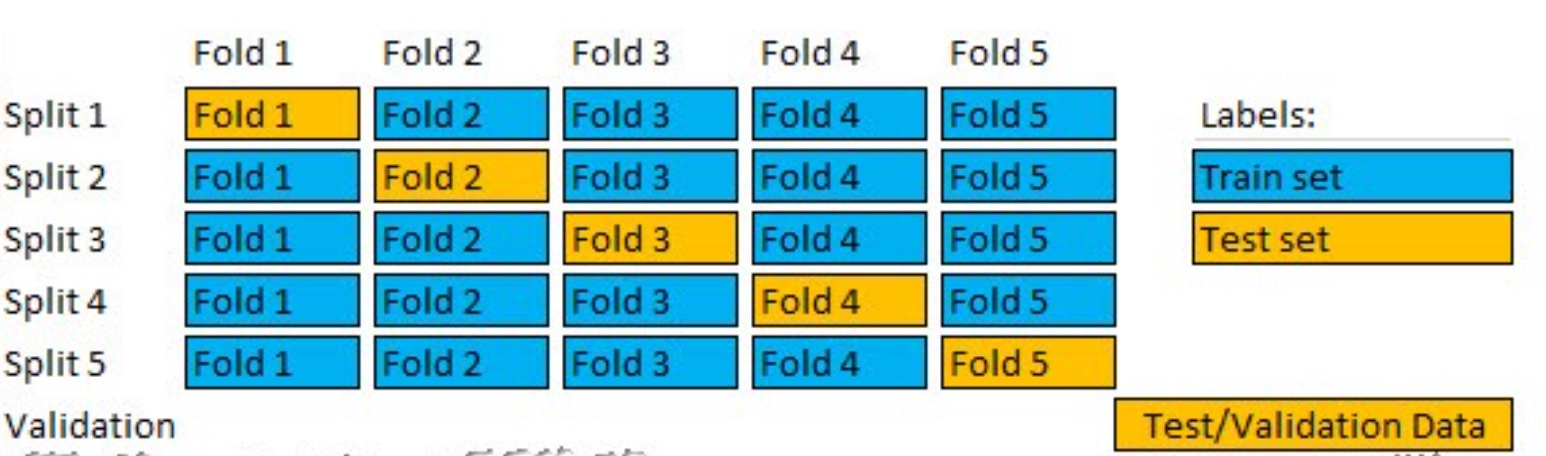 Fold 1 Fold 2 Fold 3 Fold 4 Fold 5
Split 1 Fold 1 Fold 2 Fold 3 Fold 4 Fold 5 Labels:
Split 2 Fold 1 Fold 2 Fold 3 Fold 4 Fold 5 Train set
Split 3 Fold 1 Fold 2 Fold 3 Fold 4 Fold 5 Test set
Split 4 Fold 1 Fold 2 Fold 3 Fold 4 Fold 5
Split 5 Fold 1 Fold 2 Fold 3 Fold 4 Fold 5
Validation Test/Validation Data